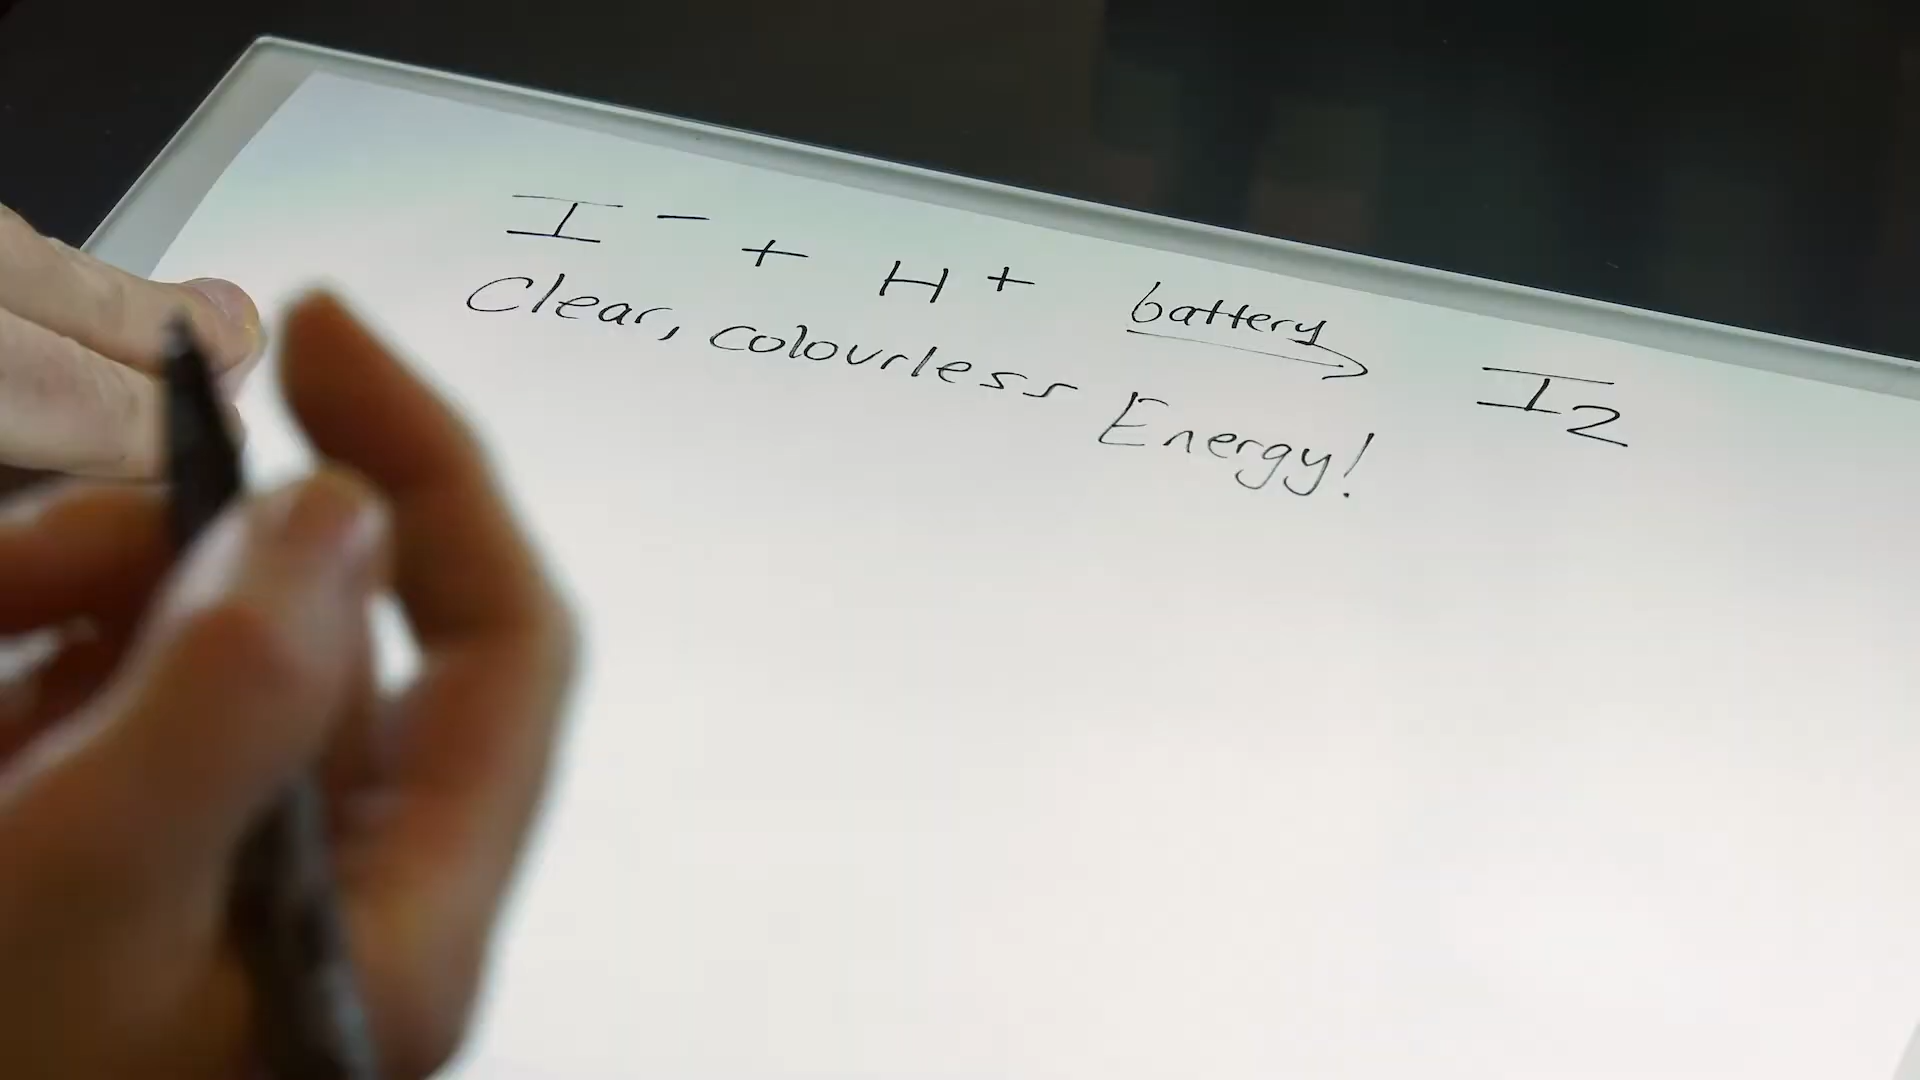 I⁻ + H⁺ battery → I₂
Clear, colourless Energy!